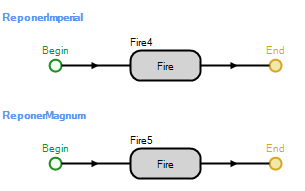 ReponerImperial
Fire4
Begin
End
Fire
ReponerMagnum
Fire5
Begin
End
Fire